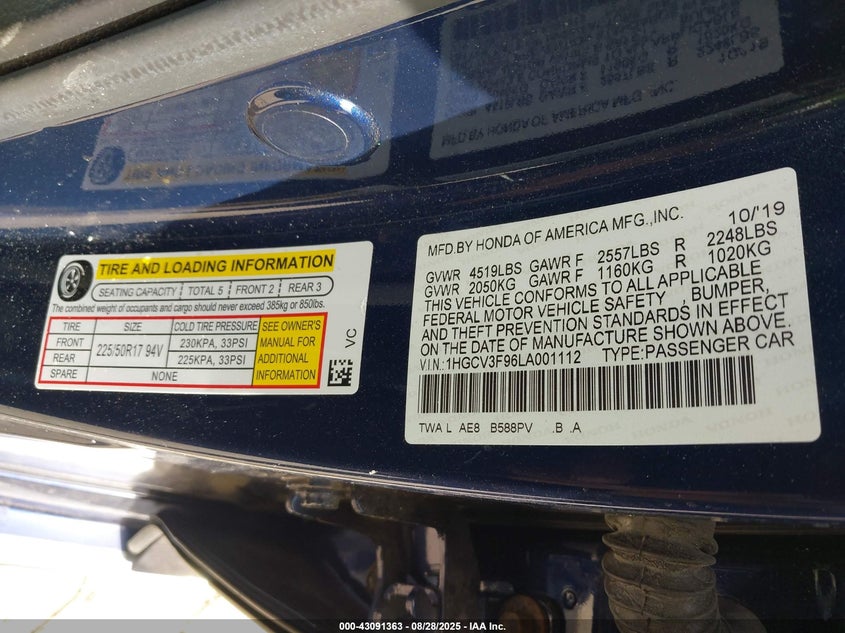 TIRE AND LOADING INFORMATION
SEATING CAPACITY TOTAL 5 FRONT 2 REAR 3
The combined weight of occupants and cargo should never exceed 385kg or 850lbs.
TIRE SIZE COLD TIRE PRESSURE
FRONT 225/50R17 94V 230KPA, 33PSI
REAR 225KPA, 33PSI
SPARE NONE
SEE OWNER'S
MANUAL FOR
ADDITIONAL
INFORMATION
VC
MFD.BY HONDA OF AMERICA MFG.,INC. 10/'19
GVWR 4519LBS GAWR F 2557LBS R 2248LBS
GVWR 2050KG GAWR F 1160KG R 1020KG
THIS VEHICLE CONFORMS TO ALL APPLICABLE
FEDERAL MOTOR VEHICLE SAFETY , BUMPER,
AND THEFT PREVENTION STANDARDS IN EFFECT
ON THE DATE OF MANUFACTURE SHOWN ABOVE.
V.I.N.:1HGCV3F96LA001112 TYPE:PASSENGER CAR
TWA L AE8 B588PV .B .A
000-43091363 - 08/28/2025 - IAA Inc.